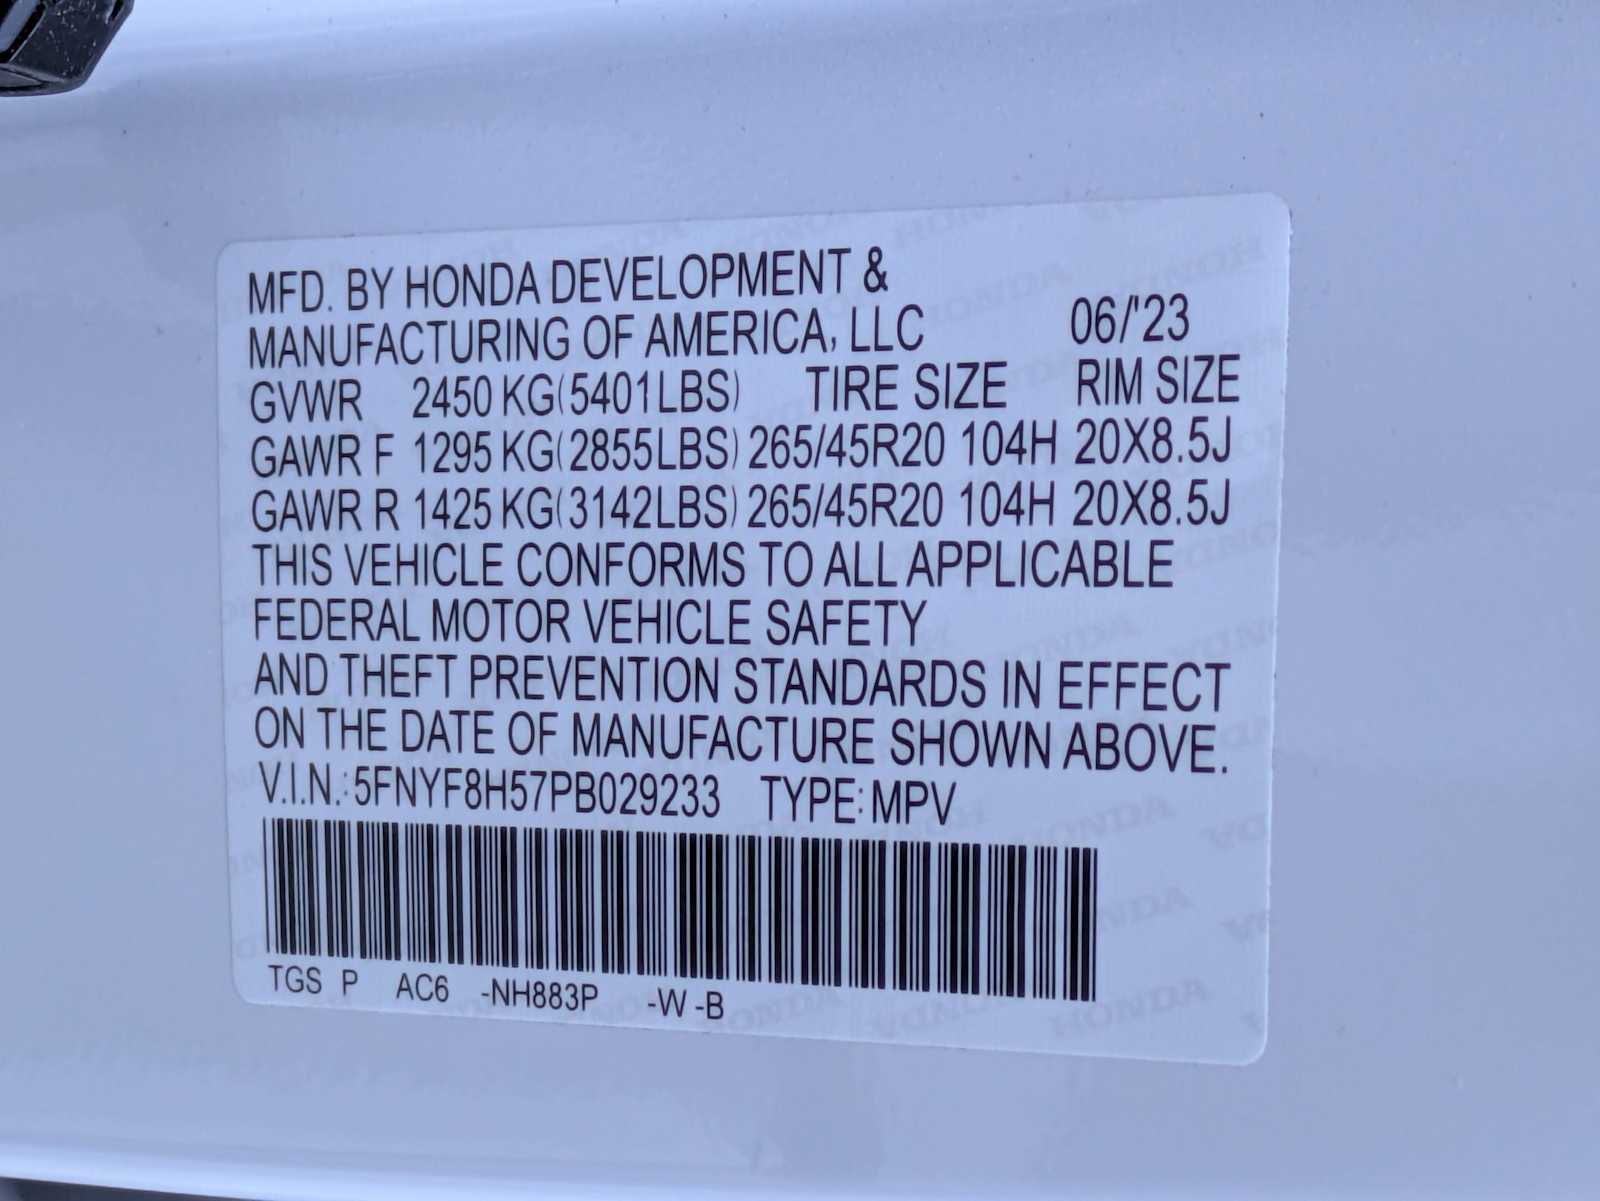 MFD. BY HONDA DEVELOPMENT &
MANUFACTURING OF AMERICA, LLC 06/'23
GVWR 2450 KG(5401LBS) TIRE SIZE RIM SIZE
GAWR F 1295 KG(2855LBS) 265/45R20 104H 20X8.5J
GAWR R 1425 KG(3142LBS) 265/45R20 104H 20X8.5J
THIS VEHICLE CONFORMS TO ALL APPLICABLE
FEDERAL MOTOR VEHICLE SAFETY
AND THEFT PREVENTION STANDARDS IN EFFECT
ON THE DATE OF MANUFACTURE SHOWN ABOVE.
V.I.N.: 5FNYF8H57PB029233 TYPE: MPV
TGS P AC6 -NH883P -W -B